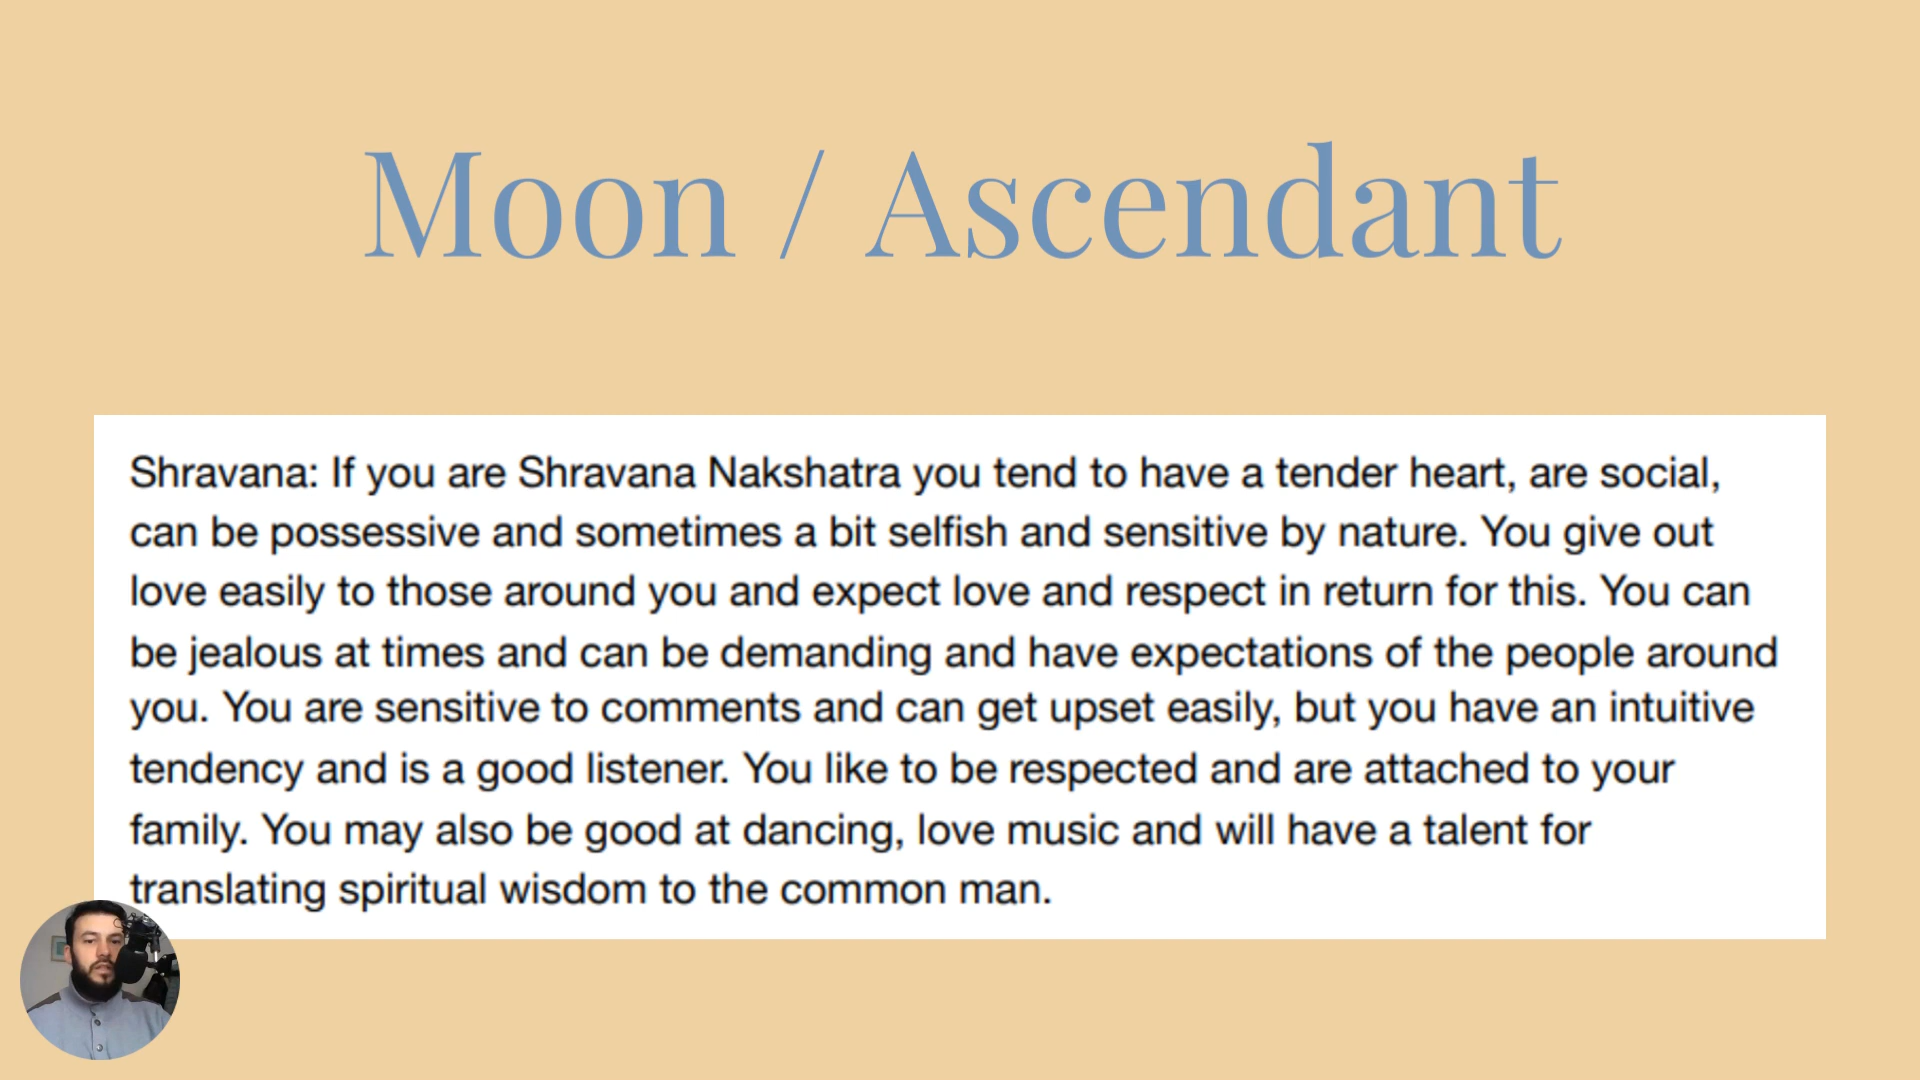 Moon / Ascendant
Shravana: If you are Shravana Nakshatra you tend to have a tender heart, are social,
can be possessive and sometimes a bit selfish and sensitive by nature. You give out
love easily to those around you and expect love and respect in return for this. You can
be jealous at times and can be demanding and have expectations of the people around
you. You are sensitive to comments and can get upset easily, but you have an intuitive
tendency and is a good listener. You like to be respected and are attached to your
family. You may also be good at dancing, love music and will have a talent for
translating spiritual wisdom to the common man.